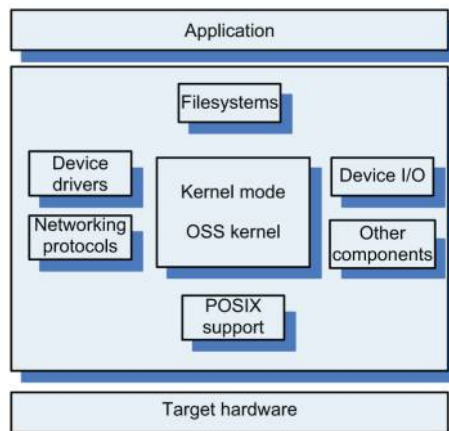 Application
Filesystems
Device
drivers
Kernel mode
OSS kernel
Device I/O
Networking
protocols
Other
components
POSIX
support
Target hardware